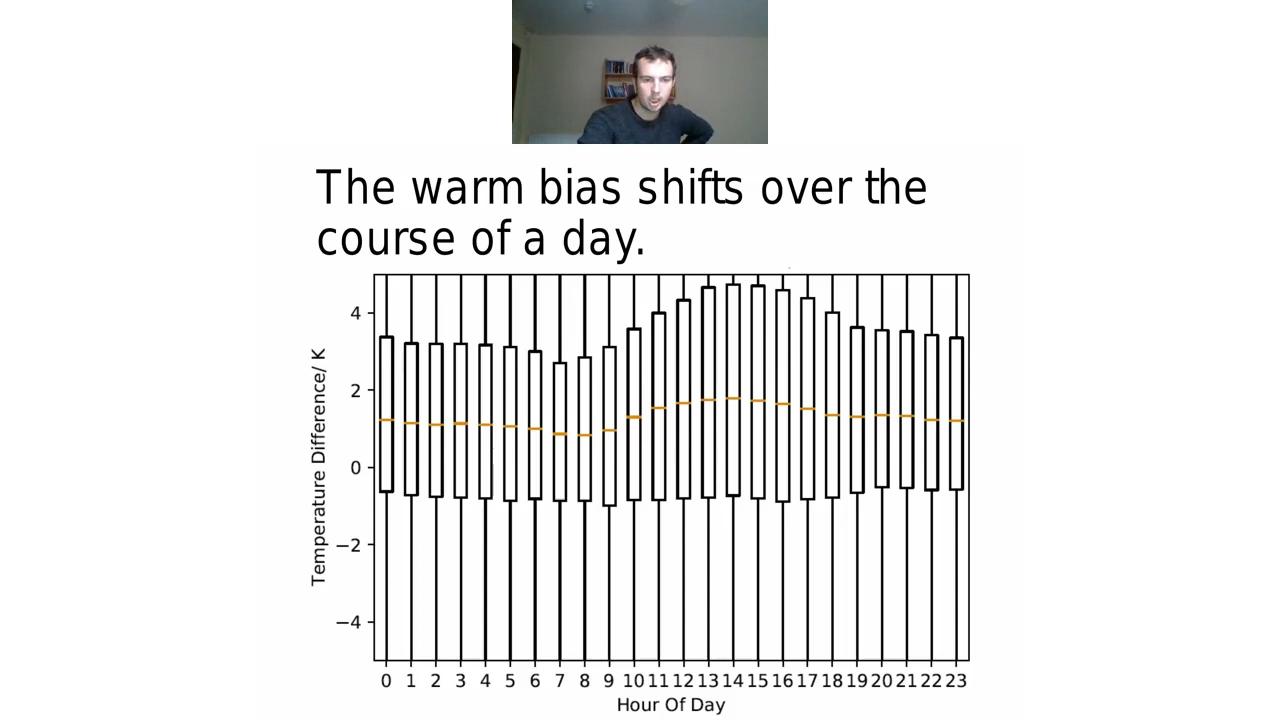 The warm bias shifts over the
course of a day.
Temperature Difference/ K
4
2
0
−2
−4
0 1 2 3 4 5 6 7 8 9 10 11 12 13 14 15 16 17 18 19 20 21 22 23
Hour Of Day